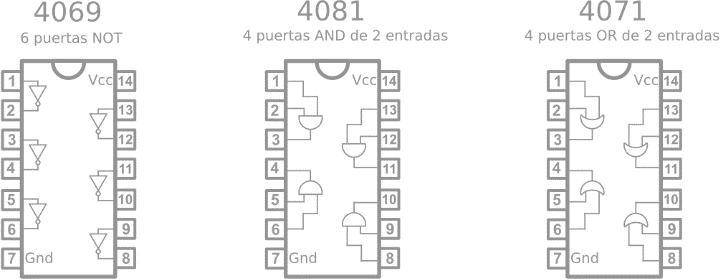 4069
6 puertas NOT
1 Vcc 14
2 13
3 12
4 11
5 10
6 9
7 Gnd 8
4081
4 puertas AND de 2 entradas
1 Vcc 14
2 13
3 12
4 11
5 10
6 9
7 Gnd 8
4071
4 puertas OR de 2 entradas
1 Vcc 14
2 13
3 12
4 11
5 10
6 9
7 Gnd 8